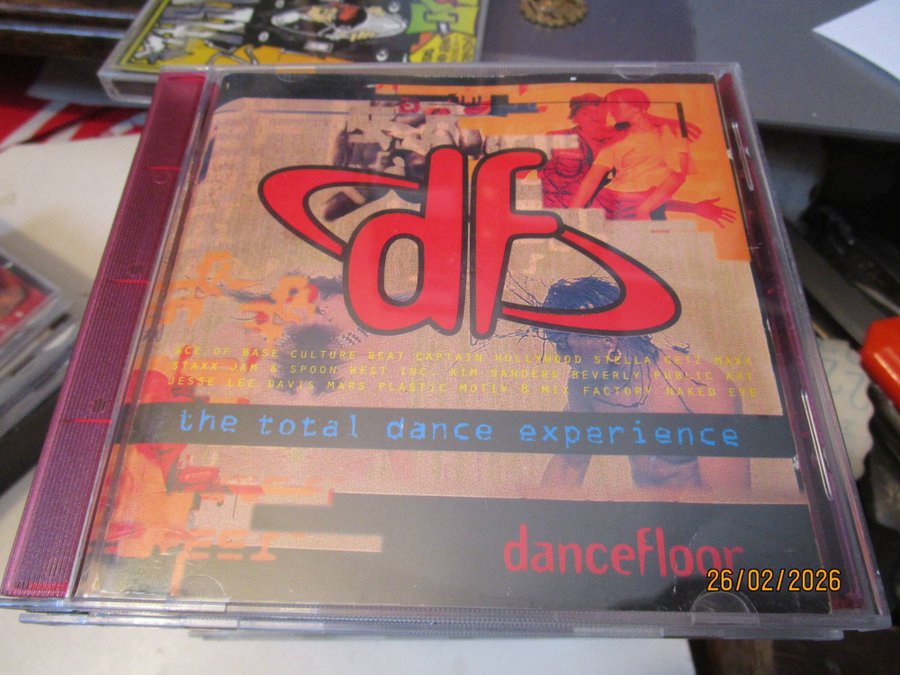 df
ACE OF BASE CULTURE BEAT CAPTAIN HOLLYWOOD STELLA GETZ MAXX
STAXX JAM & SPOON WEST INC. KIM SANDERS BEVERLY PUBLIC ART
JESSE LEE DAVIS MARS PLASTIC MOTIV 8 MIX FACTORY NAKED EYE
the total dance experience
dancefloor
26/02/2026